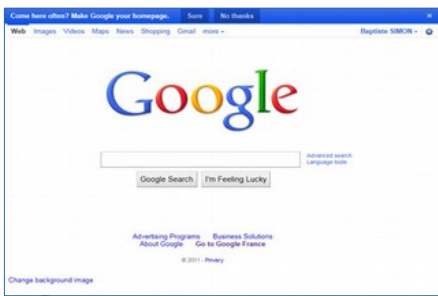 Come here often? Make Google your homepage. Sure No thanks ×
Web Images Videos Maps News Shopping Gmail more Baptiste SIMON
Google
Advanced search
Language tools
Google Search I'm Feeling Lucky
Advertising Programs Business Solutions
About Google Go to Google France
© 2011 - Privacy
Change background image